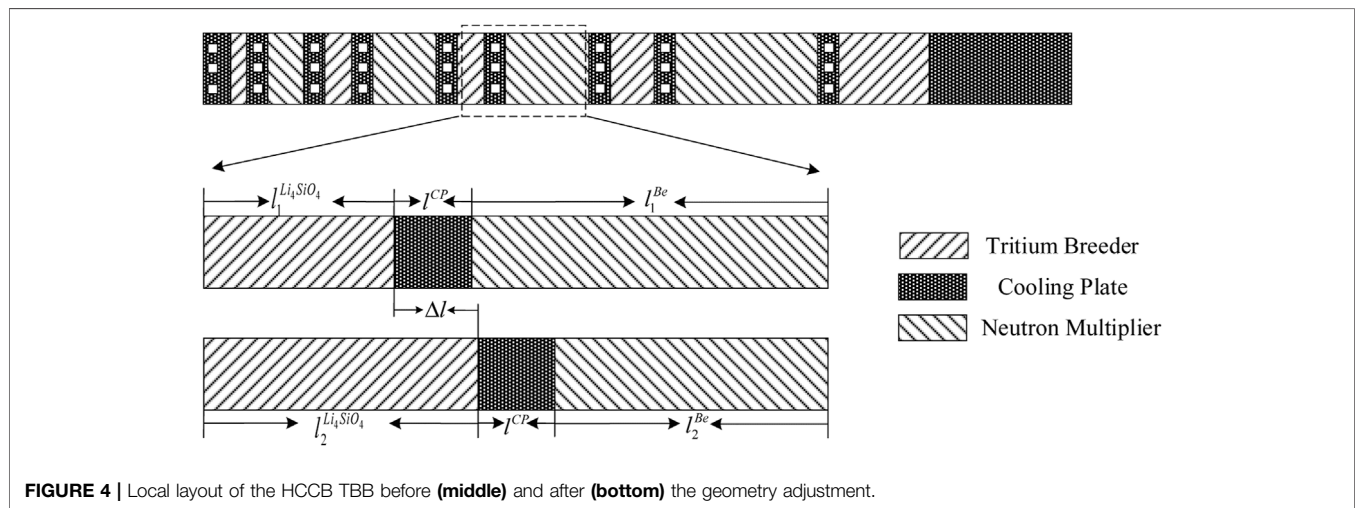 l₁^{Li₄SiO₄} l^{CP} l₁^{Be}
Tritium Breeder
Cooling Plate
Δl
Neutron Multiplier
l₂^{Li₄SiO₄} l^{CP} l₂^{Be}
FIGURE 4 | Local layout of the HCCB TBB before (middle) and after (bottom) the geometry adjustment.